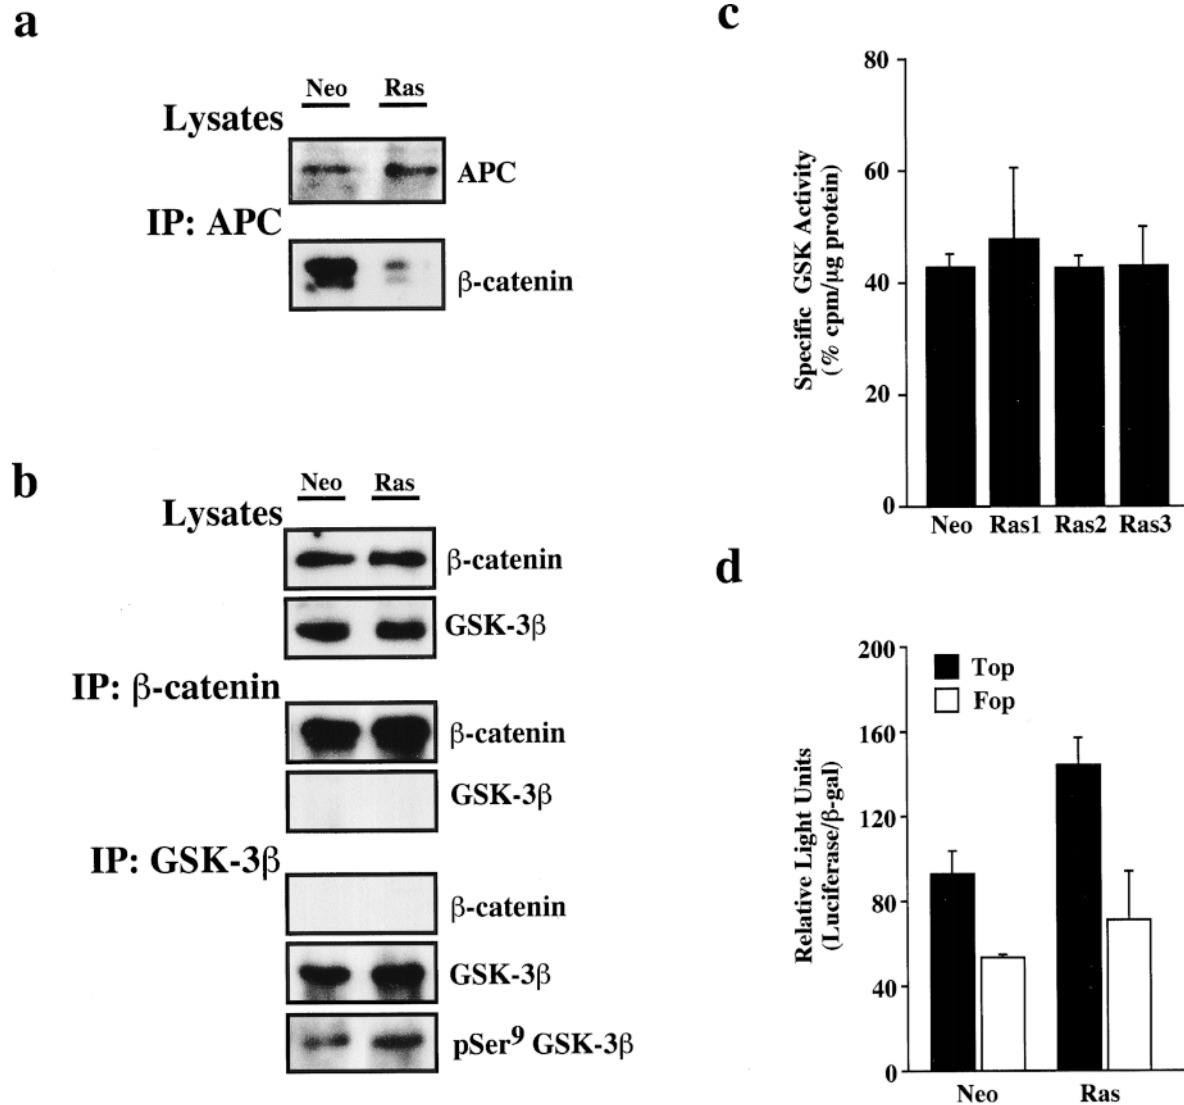 a
Neo Ras
Lysates
APC
IP: APC
β-catenin
b
Neo Ras
Lysates
β-catenin
GSK-3β
IP: β-catenin
β-catenin
GSK-3β
IP: GSK-3β
β-catenin
GSK-3β
pSer⁹ GSK-3β
c
Specific GSK Activity
(% cpm/µg protein)
80
60
40
20
0
Neo Ras1 Ras2 Ras3
d
Relative Light Units
(Luciferase/β-gal)
200
160
120
80
40
0
Top
Fop
Neo Ras